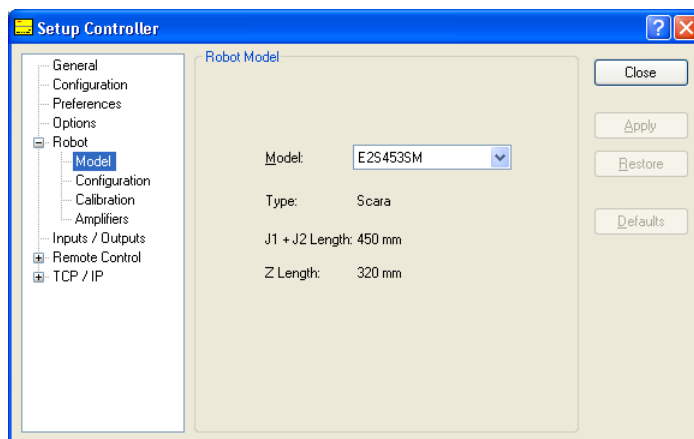 Setup Controller
General
Configuration
Preferences
Options
Robot
Model
Configuration
Calibration
Amplifiers
Inputs / Outputs
Remote Control
TCP / IP
Robot Model
Model: E2S453SM
Type: Scara
J1 + J2 Length: 450 mm
Z Length: 320 mm
Close
Apply
Restore
Defaults